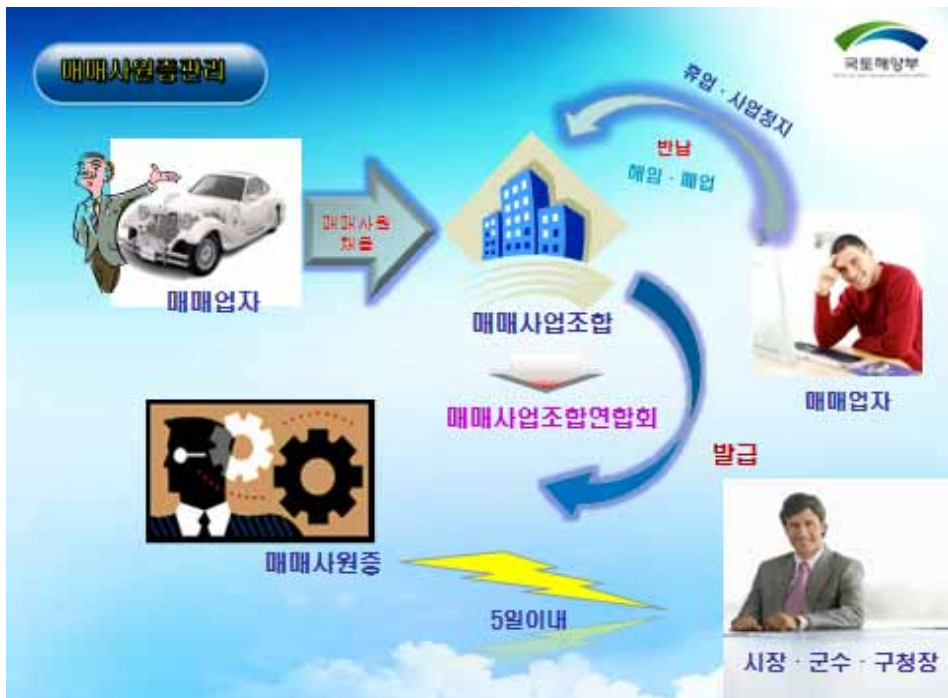 매매사원증관리
국토해양부
휴업 · 사업정지
반납
해임 · 폐업
매매사원
채용
매매업자
매매사업조합
매매업자
매매사업조합연합회
발급
매매사원증
5일이내
시장 · 군수 · 구청장